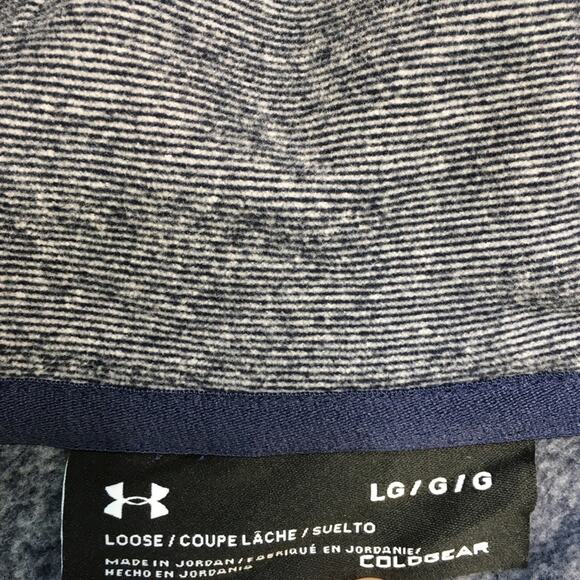 LG / G / G
LOOSE / COUPE LÂCHE / SUELTO
MADE IN JORDAN / FABRIQUÉ EN JORDANIE/
HECHO EN JORDANIA
COLDGEAR